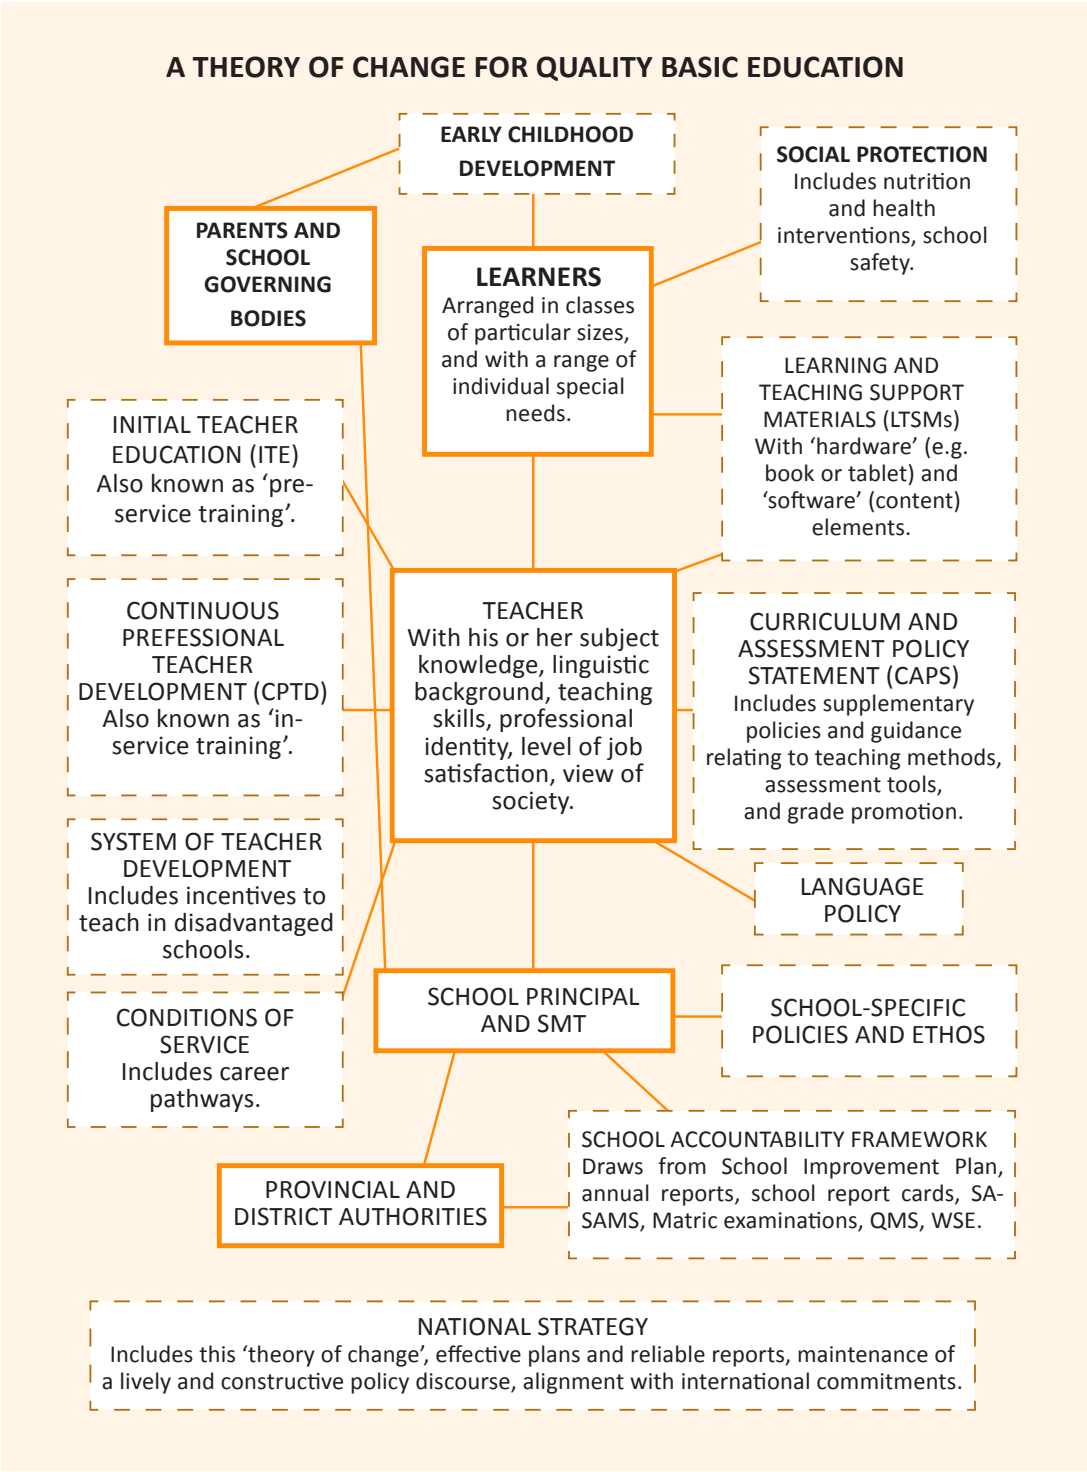 A THEORY OF CHANGE FOR QUALITY BASIC EDUCATION
EARLY CHILDHOOD
DEVELOPMENT
SOCIAL PROTECTION
Includes nutrition
and health
interventions, school
safety.
PARENTS AND
SCHOOL
GOVERNING
BODIES
LEARNERS
Arranged in classes
of particular sizes,
and with a range of
individual special
needs.
LEARNING AND
TEACHING SUPPORT
MATERIALS (LTSMs)
With ‘hardware’ (e.g.
book or tablet) and
‘software’ (content)
elements.
INITIAL TEACHER
EDUCATION (ITE)
Also known as ‘pre-
service training’.
CONTINUOUS
PREFESSIONAL
TEACHER
DEVELOPMENT (CPTD)
Also known as ‘in-
service training’.
TEACHER
With his or her subject
knowledge, linguistic
background, teaching
skills, professional
identity, level of job
satisfaction, view of
society.
CURRICULUM AND
ASSESSMENT POLICY
STATEMENT (CAPS)
Includes supplementary
policies and guidance
relating to teaching methods,
assessment tools,
and grade promotion.
SYSTEM OF TEACHER
DEVELOPMENT
Includes incentives to
teach in disadvantaged
schools.
LANGUAGE
POLICY
CONDITIONS OF
SERVICE
Includes career
pathways.
SCHOOL PRINCIPAL
AND SMT
SCHOOL-SPECIFIC
POLICIES AND ETHOS
SCHOOL ACCOUNTABILITY FRAMEWORK
Draws from School Improvement Plan,
annual reports, school report cards, SA-
SAMS, Matric examinations, QMS, WSE.
PROVINCIAL AND
DISTRICT AUTHORITIES
NATIONAL STRATEGY
Includes this ‘theory of change’, effective plans and reliable reports, maintenance of
a lively and constructive policy discourse, alignment with international commitments.